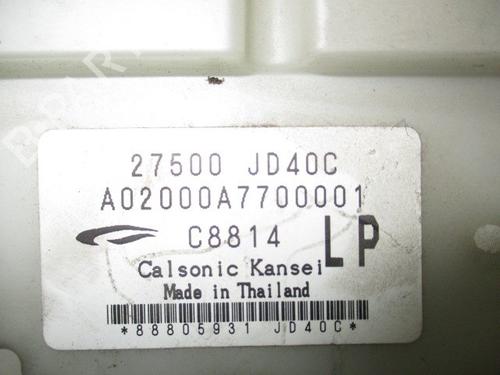 27500 JD40C
A02000A7700001
C8814 LP
Calsonic Kansei
Made in Thailand
*88805931 JD40C*